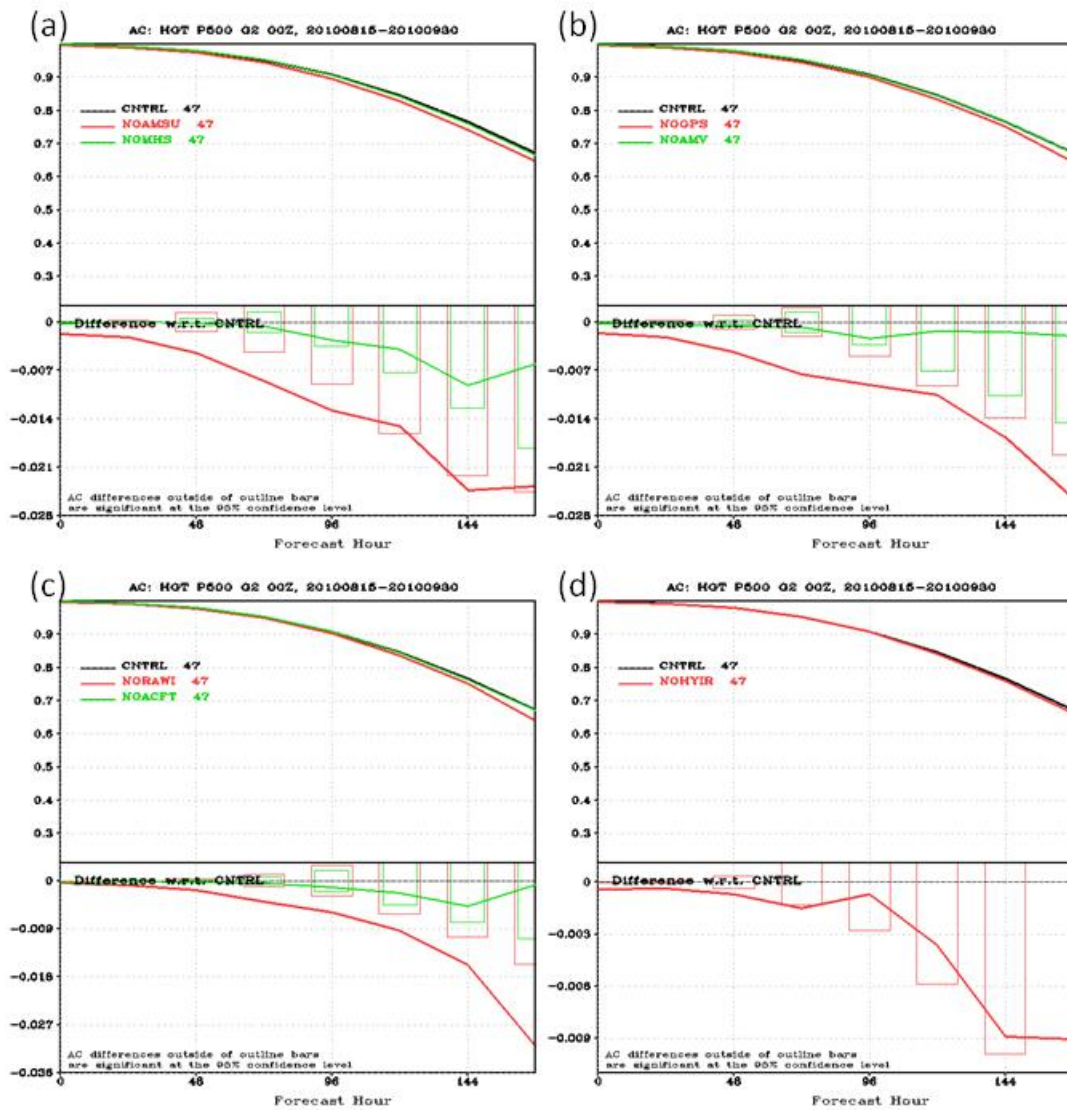 (a)
AC: HGT P500 G2 00Z, 20100815-20100930
0.9
0.8
0.7
0.6
0.5
0.4
0.3
CNTRL 47
NOAMSU 47
NOMHS 47
Difference w.r.t. CNTRL
0
-0.007
-0.014
-0.021
-0.028
AC differences outside of outline bars
are significant at the 95% confidence level
0 48 96 144
Forecast Hour
(b)
AC: HGT P500 G2 00Z, 20100815-20100930
0.9
0.8
0.7
0.6
0.5
0.4
0.3
CNTRL 47
NOGPS 47
NOAMV 47
Difference w.r.t. CNTRL
0
-0.007
-0.014
-0.021
-0.028
AC differences outside of outline bars
are significant at the 95% confidence level
0 48 96 144
Forecast Hour
(c)
AC: HGT P500 G2 00Z, 20100815-20100930
0.9
0.8
0.7
0.6
0.5
0.4
0.3
CNTRL 47
NORAWI 47
NOACFT 47
Difference w.r.t. CNTRL
0
-0.009
-0.018
-0.027
-0.036
AC differences outside of outline bars
are significant at the 95% confidence level
0 48 96 144
Forecast Hour
(d)
AC: HGT P500 G2 00Z, 20100815-20100930
0.9
0.8
0.7
0.6
0.5
0.4
0.3
CNTRL 47
NOHYIR 47
Difference w.r.t. CNTRL
0
-0.003
-0.006
-0.009
AC differences outside of outline bars
are significant at the 95% confidence level
0 48 96 144
Forecast Hour